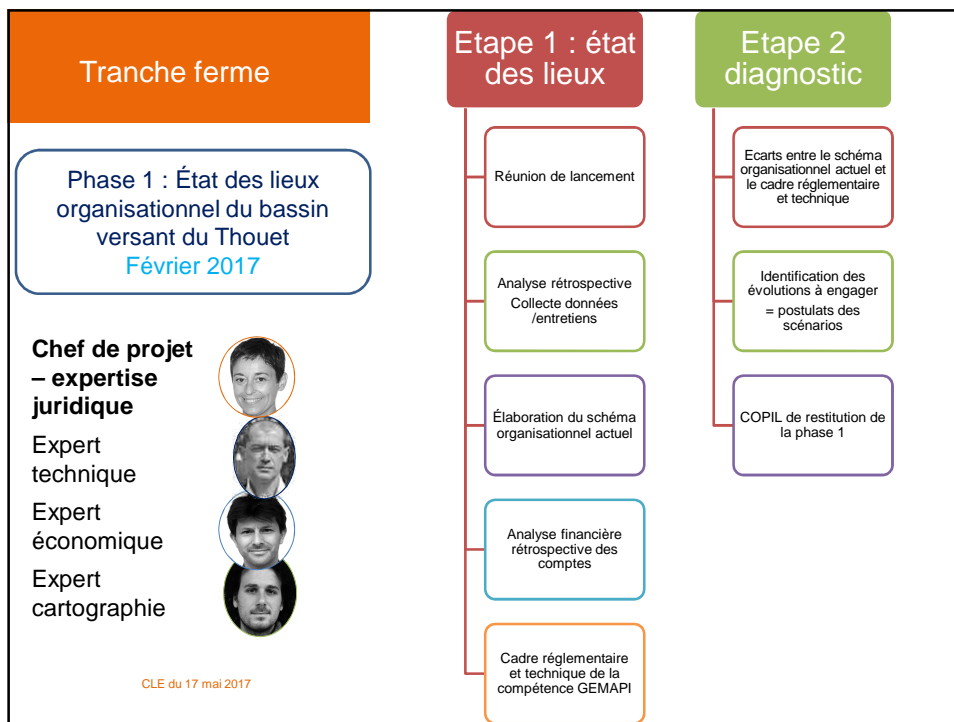 Tranche ferme
Phase 1 : État des lieux
organisationnel du bassin
versant du Thouet
Février 2017
Chef de projet
– expertise
juridique
Expert
technique
Expert
économique
Expert
cartographie
CLE du 17 mai 2017
Etape 1 : état
des lieux
Réunion de lancement
Analyse rétrospective
Collecte données
/entretiens
Élaboration du schéma
organisationnel actuel
Analyse financière
rétrospective des
comptes
Cadre réglementaire
et technique de la
compétence GEMAPI
Etape 2
diagnostic
Ecarts entre le schéma
organisationnel actuel et
le cadre réglementaire
et technique
Identification des
évolutions à engager
= postulats des
scénarios
COPIL de restitution de
la phase 1